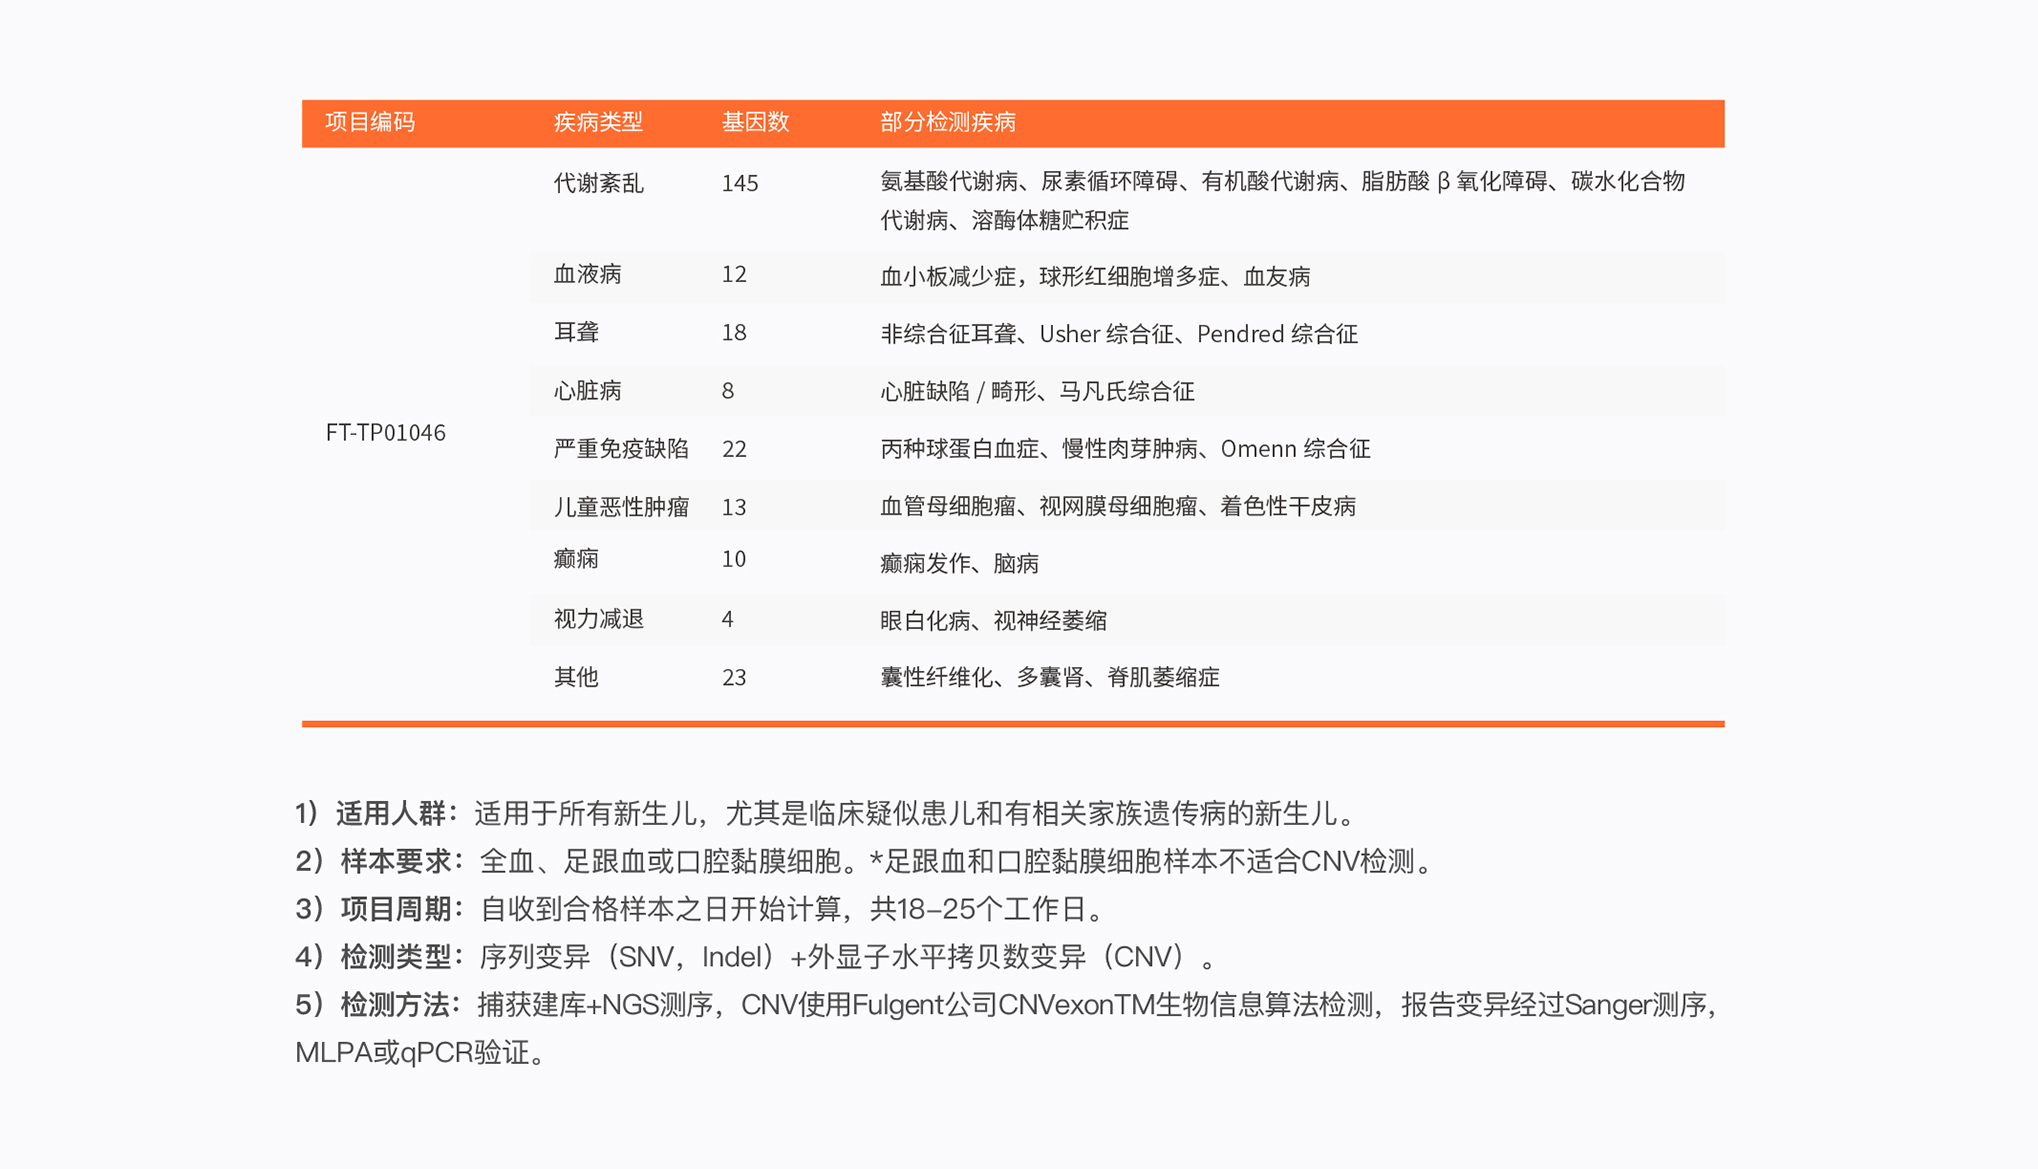 项目编码 疾病类型 基因数 部分检测疾病
代谢紊乱 145 氨基酸代谢病、尿素循环障碍、有机酸代谢病、脂肪酸 β 氧化障碍、碳水化合物
代谢病、溶酶体糖贮积症
血液病 12 血小板减少症，球形红细胞增多症、血友病
耳聋 18 非综合征耳聋、Usher 综合征、Pendred 综合征
心脏病 8 心脏缺陷 / 畸形、马凡氏综合征
FT-TP01046
严重免疫缺陷 22 丙种球蛋白血症、慢性肉芽肿病、Omenn 综合征
儿童恶性肿瘤 13 血管母细胞瘤、视网膜母细胞瘤、着色性干皮病
癫痫 10 癫痫发作、脑病
视力减退 4 眼白化病、视神经萎缩
其他 23 囊性纤维化、多囊肾、脊肌萎缩症
1）适用人群：适用于所有新生儿，尤其是临床疑似患儿和有相关家族遗传病的新生儿。
2）样本要求：全血、足跟血或口腔黏膜细胞。*足跟血和口腔黏膜细胞样本不适合CNV检测。
3）项目周期：自收到合格样本之日开始计算，共18-25个工作日。
4）检测类型：序列变异（SNV，Indel）+外显子水平拷贝数变异（CNV）。
5）检测方法：捕获建库+NGS测序，CNV使用Fulgent公司CNVexonTM生物信息算法检测，报告变异经过Sanger测序，
MLPA或qPCR验证。